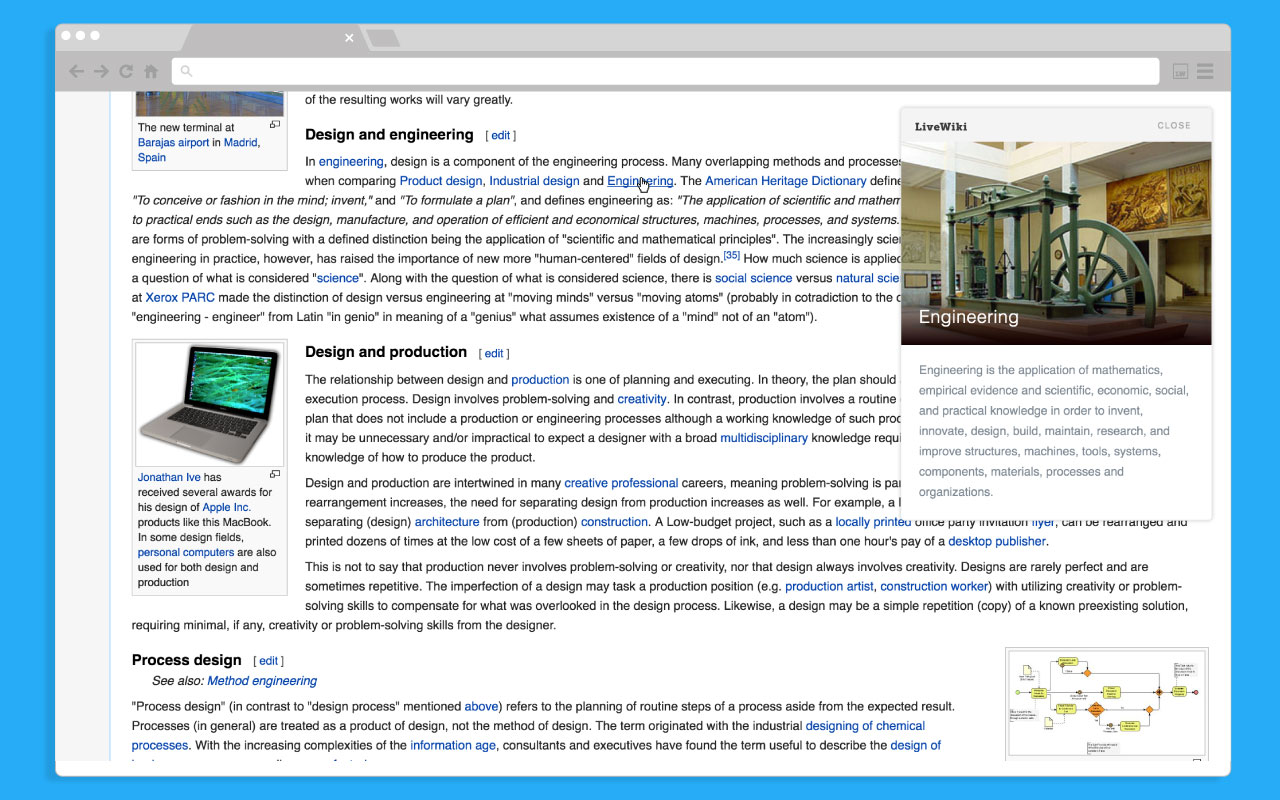 of the resulting works will vary greatly.
The new terminal at
Barajas airport in Madrid,
Spain
Design and engineering [ edit ]
In engineering, design is a component of the engineering process. Many overlapping methods and processes
when comparing Product design, Industrial design and Engineering. The American Heritage Dictionary define
"To conceive or fashion in the mind; invent," and "To formulate a plan", and defines engineering as: "The application of scientific and mathem
to practical ends such as the design, manufacture, and operation of efficient and economical structures, machines, processes, and systems.
are forms of problem-solving with a defined distinction being the application of "scientific and mathematical principles". The increasingly scien
engineering in practice, however, has raised the importance of new more "human-centered" fields of design.[35] How much science is applied
a question of what is considered "science". Along with the question of what is considered science, there is social science versus natural scie
at Xerox PARC made the distinction of design versus engineering at "moving minds" versus "moving atoms" (probably in cotradiction to the o
"engineering - engineer" from Latin "in genio" in meaning of a "genius" what assumes existence of a "mind" not of an "atom").
LiveWiki CLOSE
Engineering
Engineering is the application of mathematics,
empirical evidence and scientific, economic, social,
and practical knowledge in order to invent,
innovate, design, build, maintain, research, and
improve structures, machines, tools, systems,
components, materials, processes and
organizations.
LW
Design and production [ edit ]
The relationship between design and production is one of planning and executing. In theory, the plan should
execution process. Design involves problem-solving and creativity. In contrast, production involves a routine
plan that does not include a production or engineering processes although a working knowledge of such proc
it may be unnecessary and/or impractical to expect a designer with a broad multidisciplinary knowledge requi
knowledge of how to produce the product.
Jonathan Ive has
received several awards for
his design of Apple Inc.
products like this MacBook.
In some design fields,
personal computers are also
used for both design and
production
Design and production are intertwined in many creative professional careers, meaning problem-solving is par
rearrangement increases, the need for separating design from production increases as well. For example, a
separating (design) architecture from (production) construction. A Low-budget project, such as a locally printed office party invitation flyer, can be rearranged and
printed dozens of times at the low cost of a few sheets of paper, a few drops of ink, and less than one hour's pay of a desktop publisher.
This is not to say that production never involves problem-solving or creativity, nor that design always involves creativity. Designs are rarely perfect and are
sometimes repetitive. The imperfection of a design may task a production position (e.g. production artist, construction worker) with utilizing creativity or problem-
solving skills to compensate for what was overlooked in the design process. Likewise, a design may be a simple repetition (copy) of a known preexisting solution,
requiring minimal, if any, creativity or problem-solving skills from the designer.
Process design [ edit ]
See also: Method engineering
"Process design" (in contrast to "design process" mentioned above) refers to the planning of routine steps of a process aside from the expected result.
Processes (in general) are treated as a product of design, not the method of design. The term originated with the industrial designing of chemical
processes. With the increasing complexities of the information age, consultants and executives have found the term useful to describe the design of